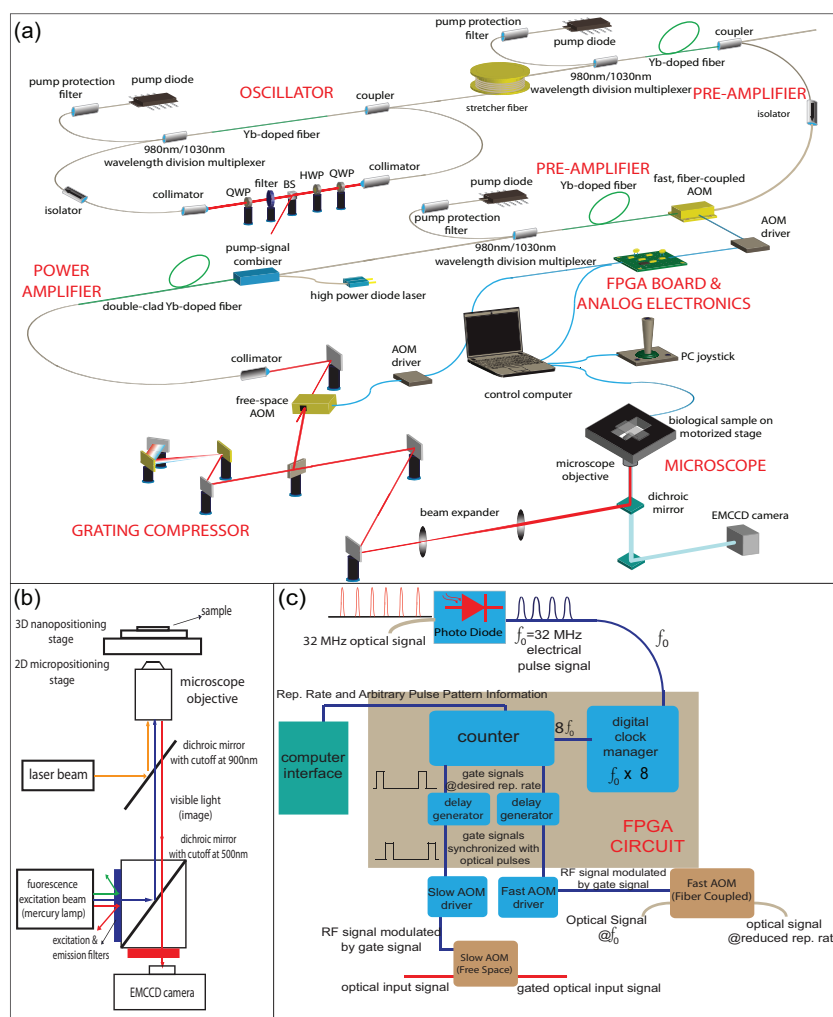 (a)
pump protection
filter
pump diode
coupler
Yb-doped fiber
980nm/1030nm
wavelength division multiplexer
stretcher fiber
PRE-AMPLIFIER
isolator
pump protection
filter
pump diode
OSCILLATOR
coupler
Yb-doped fiber
980nm/1030nm
wavelength division multiplexer
isolator
collimator
QWP
filter
BS
HWP
QWP
collimator
PRE-AMPLIFIER
Yb-doped fiber
pump diode
pump protection
filter
980nm/1030nm
wavelength division multiplexer
fast, fiber-coupled
AOM
AOM
driver
POWER
AMPLIFIER
pump-signal
combiner
double-clad Yb-doped fiber
high power diode laser
FPGA BOARD &
ANALOG ELECTRONICS
collimator
AOM
driver
free-space
AOM
control computer
PC joystick
biological sample on
motorized stage
microscope
objective
MICROSCOPE
dichroic
mirror
EMCCD camera
beam expander
GRATING COMPRESSOR
(b)
sample
3D nanopositioning
stage
2D micropositioning
stage
microscope
objective
laser beam
dichroic mirror
with cutoff at 900nm
visible light
(image)
dichroic mirror
with cutoff at 500nm
fuorescence
excitation beam
(mercury lamp)
excitation &
emission filters
EMCCD camera
(c)
32 MHz optical signal
Photo Diode
f0=32 MHz
electrical
pulse signal
f0
Rep. Rate and Arbitrary Pulse Pattern Information
computer
interface
counter
8f0
digital
clock
manager
f0 x 8
gate signals
@desired rep. rate
delay
generator
delay
generator
gate signals
synchronized with
optical pulses
FPGA
CIRCUIT
Slow AOM
driver
Fast AOM
driver
RF signal modulated
by gate signal
Fast AOM
(Fiber Coupled)
Optical Signal
@f0
optical signal
@reduced rep. rate
RF signal modulated
by gate signal
Slow AOM
(Free Space)
optical input signal
gated optical input signal